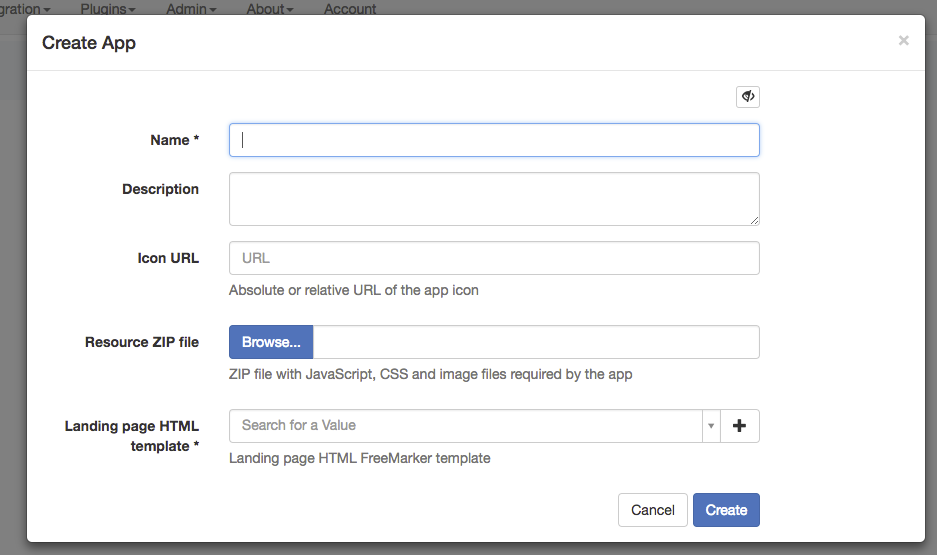 gration Plugins Admin About Account
Create App
×
Name *
Description
Icon URL
URL
Absolute or relative URL of the app icon
Resource ZIP file
Browse...
ZIP file with JavaScript, CSS and image files required by the app
Landing page HTML
template *
Search for a Value
Landing page HTML FreeMarker template
Cancel Create